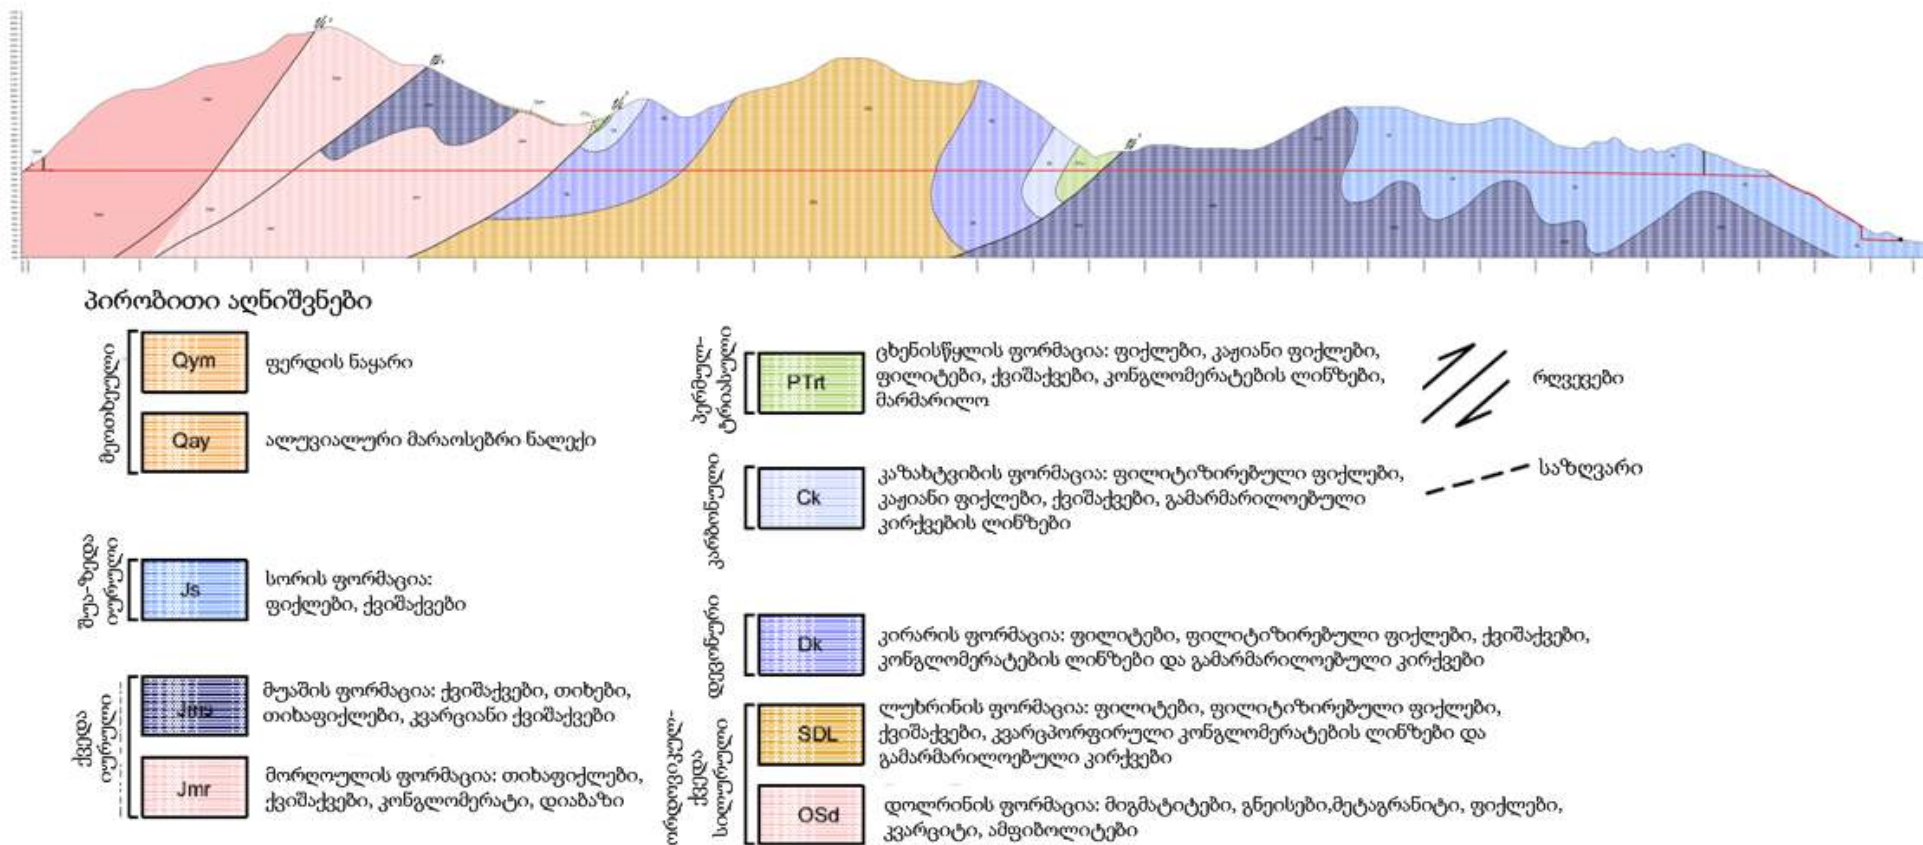 პირობითი აღნიშვნები
მეოთხეული
Qym
ფერდის ნაყარი
Qay
ალუვიალური მარაოსებრი ნალექი
შუა-ზედა
იურული
Js
სორის ფორმაცია:
ფიქლები, ქვიშაქვები
ქვედა
იურული
მუაშის ფორმაცია: ქვიშაქვები, თიხები,
თიხაფიქლები, კვარციანი ქვიშაქვები
Jmr
მორღოულის ფორმაცია: თიხაფიქლები,
ქვიშაქვები, კონგლომერატი, დიაბაზი
პერმულ-
ტრიასული
PTrt
ცხენისწყლის ფორმაცია: ფიქლები, კაჟიანი ფიქლები,
ფილიტები, ქვიშაქვები, კონგლომერატების ლინზები,
მარმარილო
კარბონული
Ck
კაზახტვიბის ფორმაცია: ფილიტიზირებული ფიქლები,
კაჟიანი ფიქლები, ქვიშაქვები, გამარმარილოებული
კირქვების ლინზები
დევონური
Dk
კირარის ფორმაცია: ფილიტები, ფილიტიზირებული ფიქლები, ქვიშაქვები,
კონგლომერატების ლინზები და გამარმარილოებული კირქვები
ორდოვიკულ-
ქვედა
სილურული
SDL
ლუხრინის ფორმაცია: ფილიტები, ფილიტიზირებული ფიქლები,
ქვიშაქვები, კვარცპორფირული კონგლომერატების ლინზები და
გამარმარილოებული კირქვები
OSd
დოლრინის ფორმაცია: მიგმატიტები, გნეისები,მეტაგრანიტი, ფიქლები,
კვარციტი, ამფიბოლიტები
რღვევები
საზღვარი